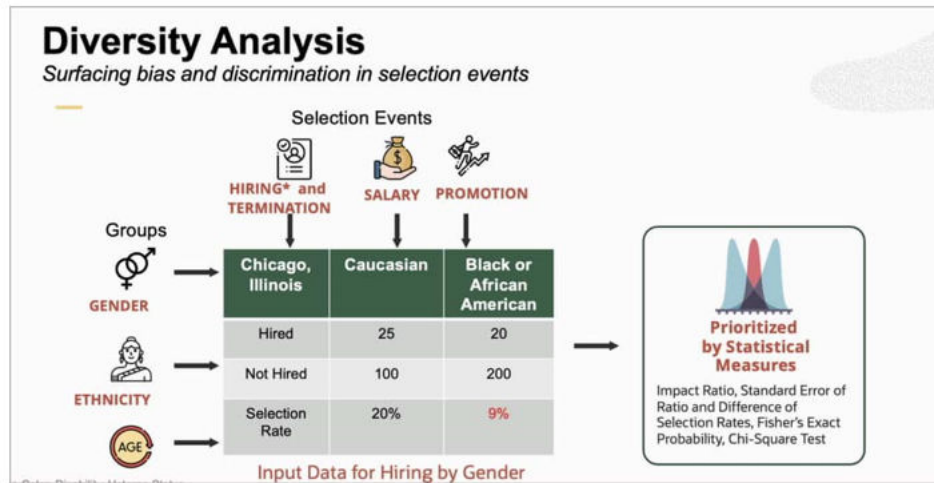 Diversity Analysis
Surfacing bias and discrimination in selection events
Selection Events
HIRING* and
TERMINATION
SALARY
PROMOTION
Groups
GENDER
ETHNICITY
AGE
Chicago,
Illinois
Caucasian
Black or
African
American
Hired 25 20
Not Hired 100 200
Selection
Rate
20% 9%
Input Data for Hiring by Gender
Prioritized
by Statistical
Measures
Impact Ratio, Standard Error of
Ratio and Difference of
Selection Rates, Fisher's Exact
Probability, Chi-Square Test